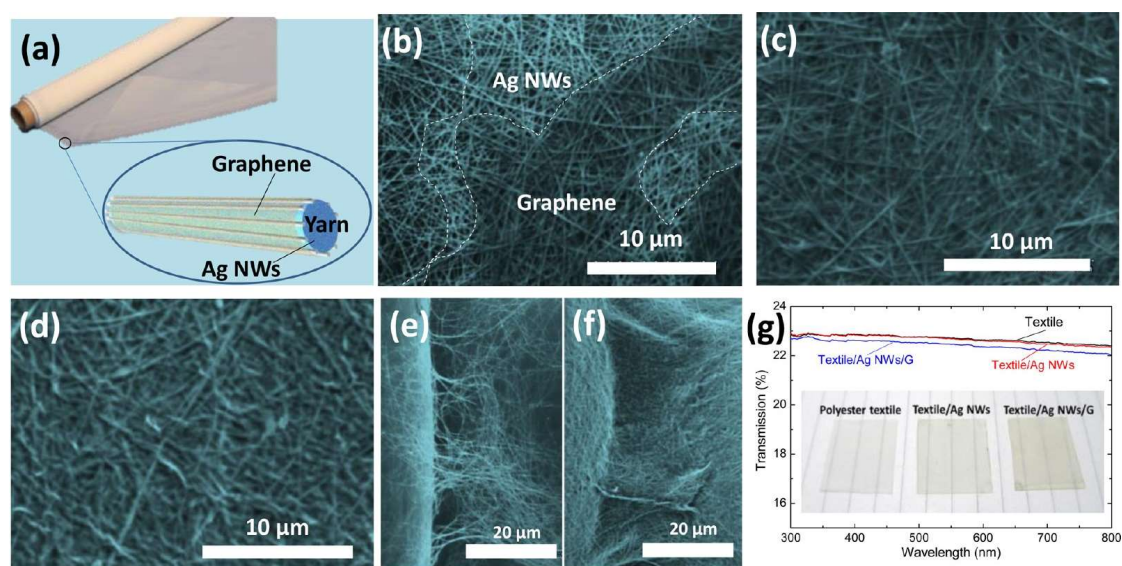 (a)
Graphene
Yarn
Ag NWs
(b)
Ag NWs
Graphene
10 μm
(c)
10 μm
(d)
10 μm
(e)
20 μm
(f)
20 μm
(g)
24
22
21
19
18
16
Transmission (%)
Textile
Textile/Ag NWs/G
Textile/Ag NWs
Polyester textile
Textile/Ag NWs
Textile/Ag NWs/G
300
400
500
600
700
800
Wavelength (nm)